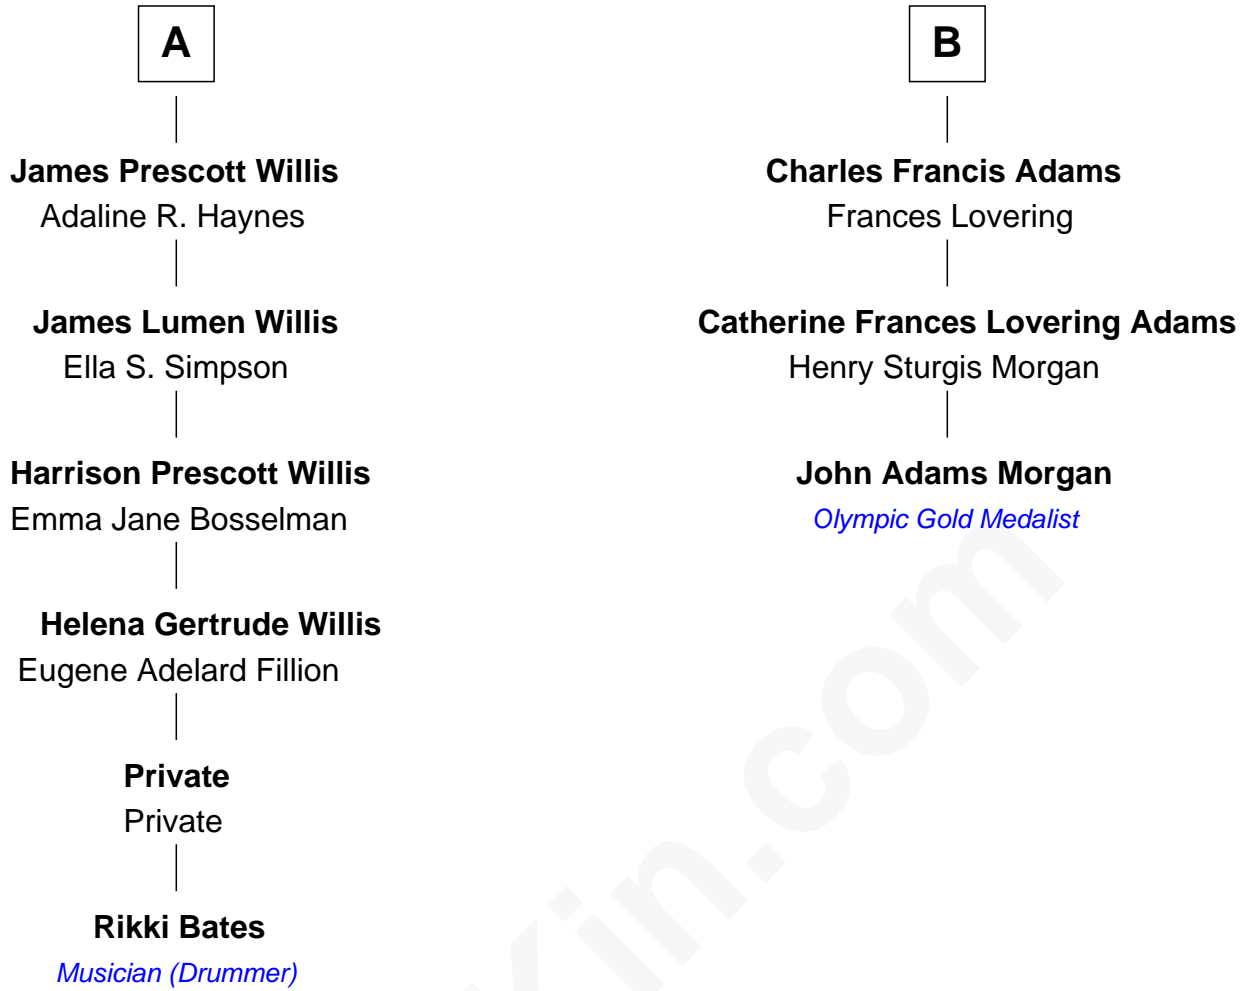 A
James Prescott Willis
Adaline R. Haynes
James Lumen Willis
Ella S. Simpson
Harrison Prescott Willis
Emma Jane Bosselman
Helena Gertrude Willis
Eugene Adelard Fillion
Private
Private
Rikki Bates
Musician (Drummer)
B
Charles Francis Adams
Frances Lovering
Catherine Frances Lovering Adams
Henry Sturgis Morgan
John Adams Morgan
Olympic Gold Medalist
kin.com